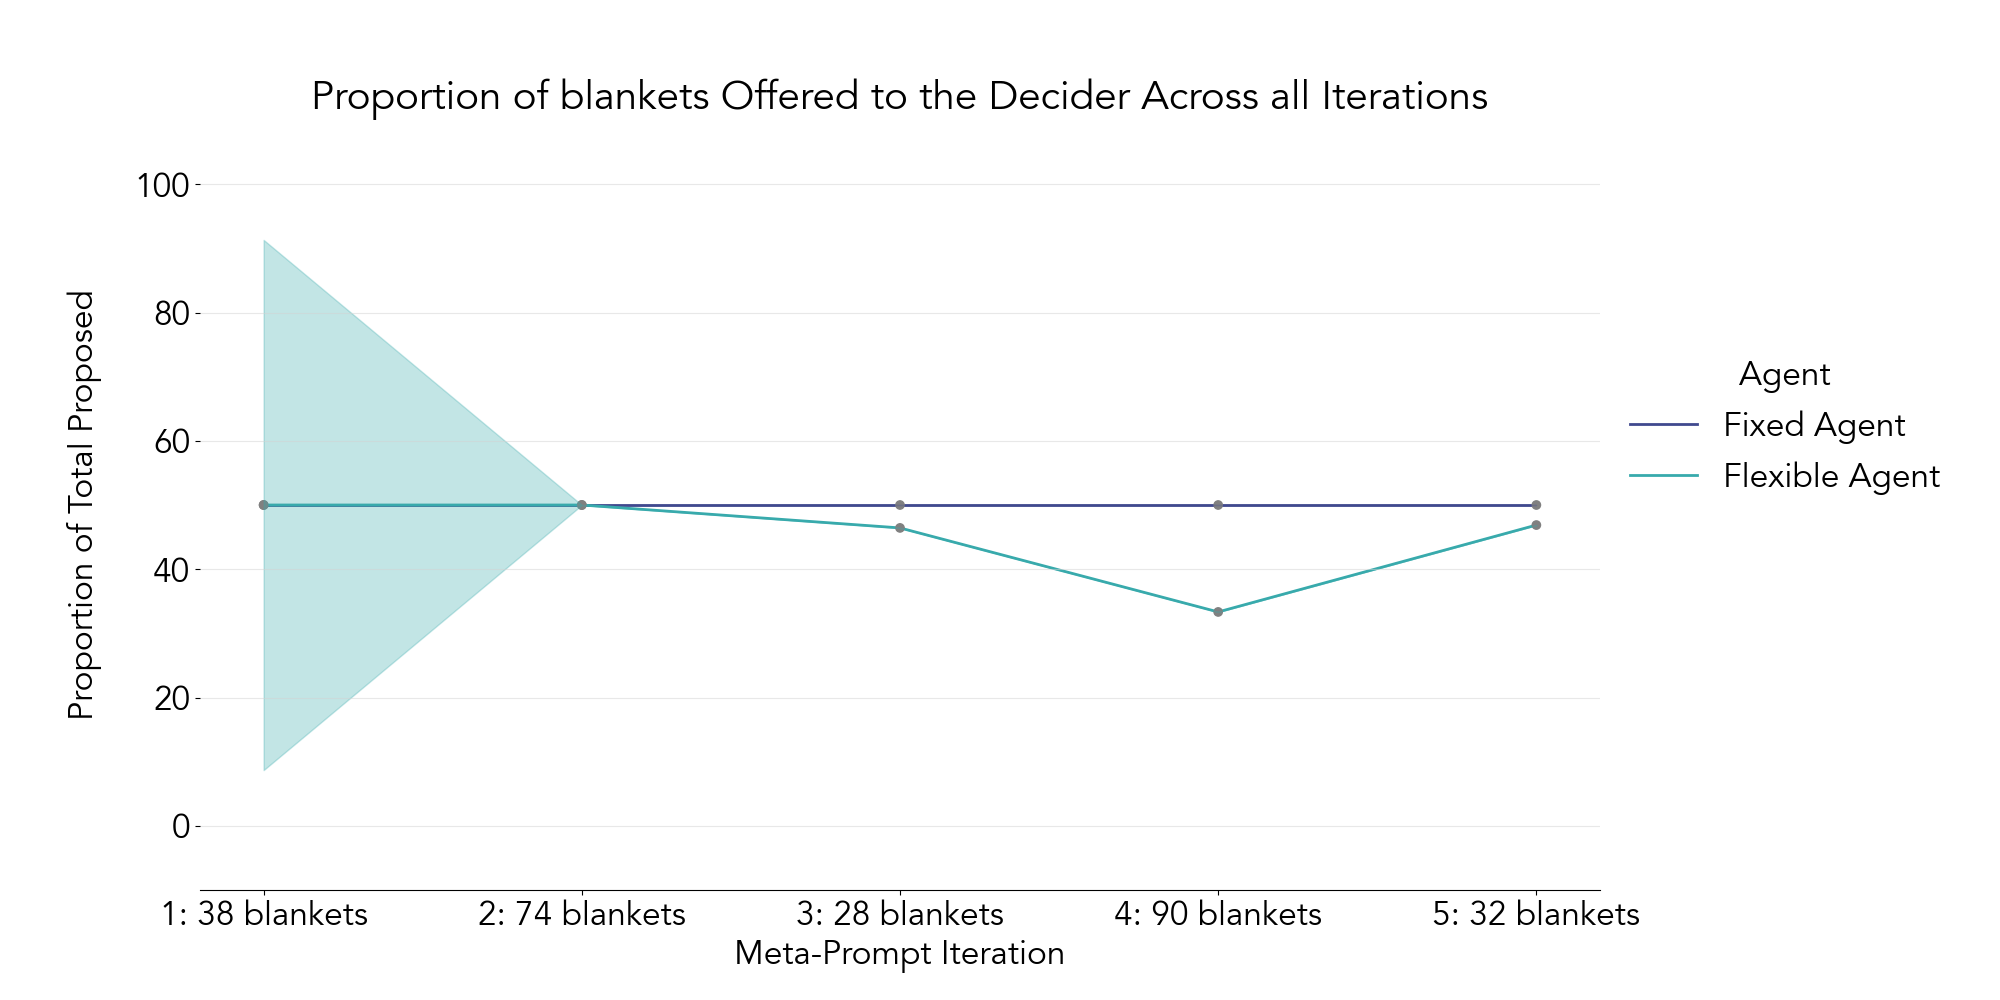 Proportion of blankets Offered to the Decider Across all Iterations
Proportion of Total Proposed
100
80
60
40
20
0
1: 38 blankets
2: 74 blankets
3: 28 blankets
4: 90 blankets
5: 32 blankets
Meta-Prompt Iteration
Agent
Fixed Agent
Flexible Agent